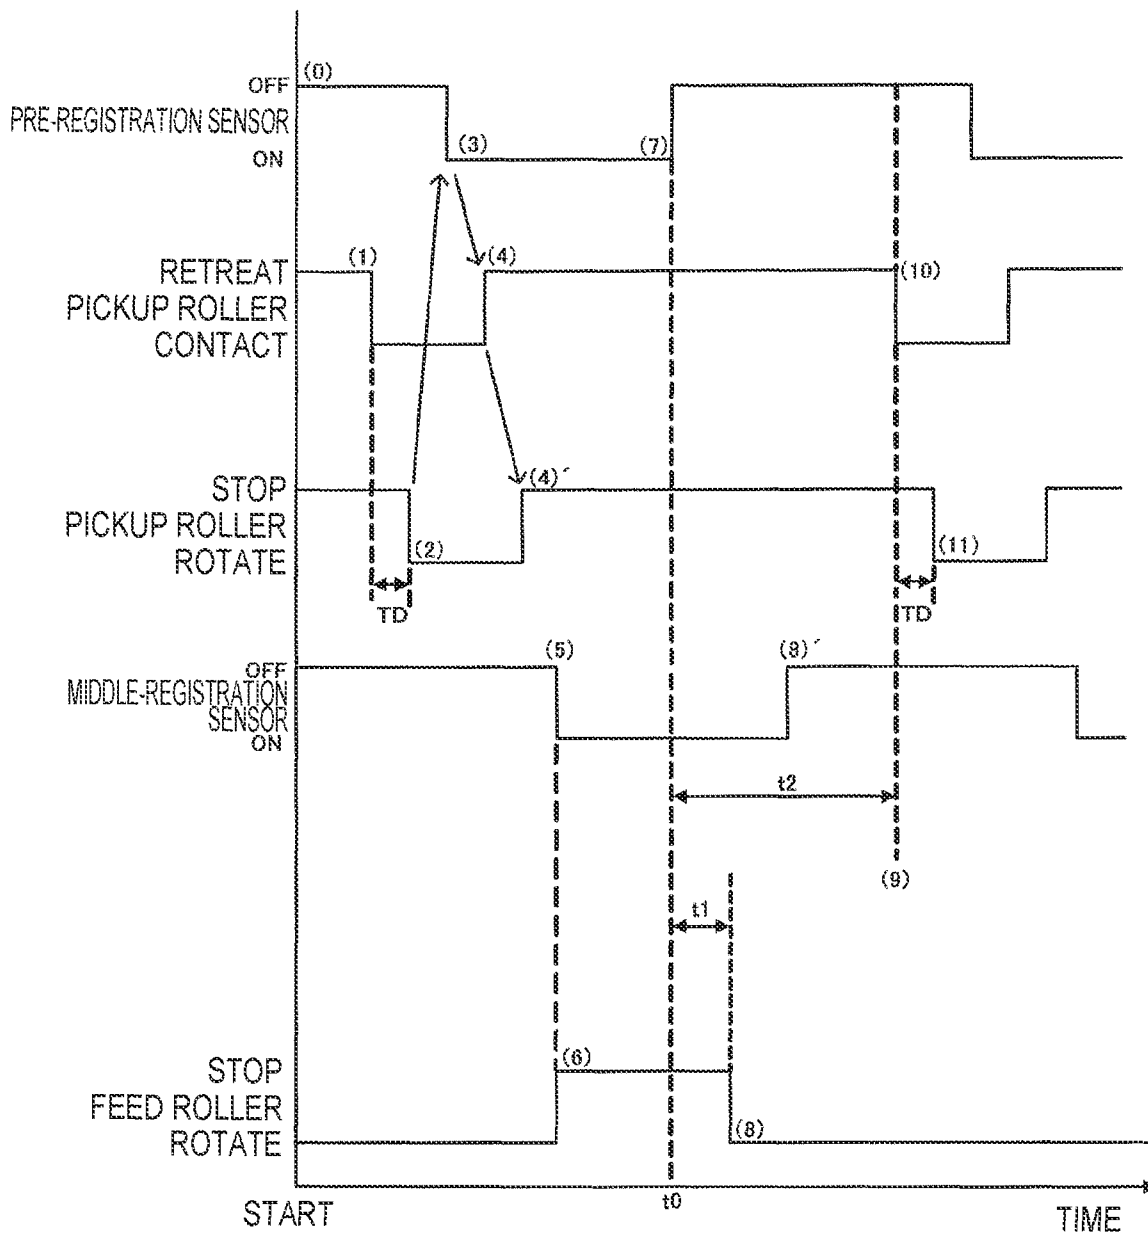 OFF (0)
PRE-REGISTRATION SENSOR
ON (3) (7)
RETREAT (1) (4)
PICKUP ROLLER (10)
CONTACT
STOP (4)´
PICKUP ROLLER
ROTATE (2) (11)
TD TD
OFF (5) (8)´
MIDDLE-REGISTRATION
SENSOR
ON
t2
(9)
t1
STOP (6)
FEED ROLLER
ROTATE (8)
START t0 TIME